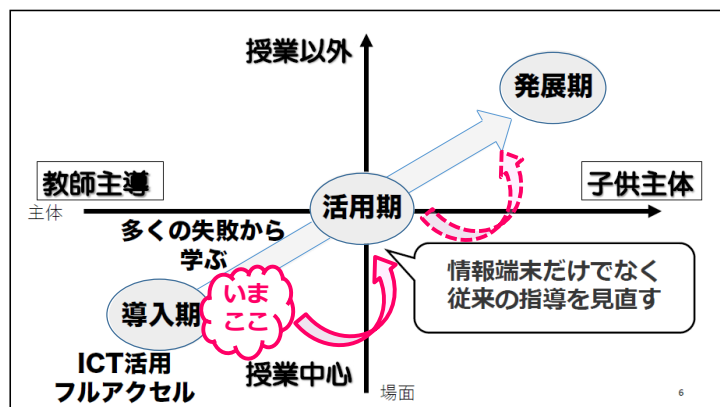 授業以外
発展期
教師主導
子供主体
主体
活用期
多くの失敗から
学ぶ
情報端末だけでなく
従来の指導を見直す
いま
ここ
導入期
ICT活用
フルアクセル
授業中心
場面
6